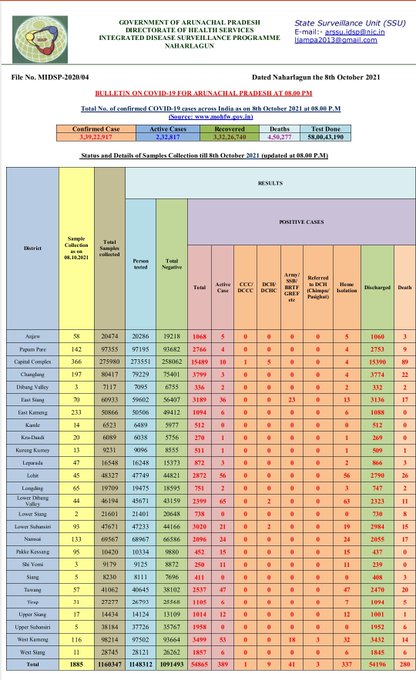 GOVERNMENT OF ARUNACHAL PRADESH
DIRECTORATE OF HEALTH SERVICES
INTEGRATED DISEASE SURVEILLANCE PROGRAMME
NAHARLAGUN
State Surveillance Unit (SSU)
E-mail:- arssu.idsp@nic.in
ljampa2013@gmail.com
File No. MIDSP-2020/04 Dated Naharlagun the 8th October 2021
BULLETIN ON COVID-19 FOR ARUNACHAL PRADESH AT 08.00 PM
Total No. of confirmed COVID-19 cases across India as on 8th October 2021 at 08.00 P.M
(Source: www.mohfw.gov.in)
Confirmed Case Active Cases Recovered Deaths Test Done
3,39,22,917 2,32,817 3,32,26,740 4,50,277 58,00,43,190
Status and Details of Samples Collection till 8th October 2021 (updated at 08.00 P.M)
RESULTS
POSITIVE CASES
District Sample Collection as on 08.10.2021 Total Samples collected Person tested Total Negative Total Active Case CCC/ DCCC DCH/ DCHC Army/ SSB/ BRTF GREF etc Referred to DCH (Chimpu/ Pasighat) Home Isolation Discharged Death
Anjaw 58 20474 20286 19218 1068 5 0 0 0 0 5 1060 3
Papum Pare 142 97355 97195 93682 2766 4 0 0 0 0 4 2753 9
Capital Complex 366 275980 273551 258062 15489 10 1 5 0 0 4 15390 89
Changlang 197 80417 79229 75401 3799 3 0 0 0 0 3 3774 22
Dibang Valley 3 7117 7095 6755 336 2 0 0 0 0 2 332 2
East Siang 70 60933 59602 56407 3189 36 0 0 23 0 13 3136 17
East Kameng 233 50866 50506 49412 1094 6 0 0 0 0 6 1088 0
Kamle 14 6523 6489 5977 512 0 0 0 0 0 0 512 0
Kra-Daadi 20 6089 6038 5756 270 1 0 0 0 0 1 269 0
Kurung Kumey 13 9231 9096 8555 511 1 0 0 0 0 1 509 1
Leparada 47 16548 16248 15373 872 3 0 0 0 0 2 866 3
Lohit 45 48327 47749 44821 2872 56 0 0 0 0 56 2790 26
Longding 65 19709 19475 18595 751 2 0 0 0 0 3 747 2
Lower Dibang Valley 44 46194 45671 43159 2399 65 0 2 0 0 63 2323 11
Lower Siang 2 21601 21401 20648 738 0 0 0 0 0 0 730 8
Lower Subansiri 93 47671 47233 44166 3020 21 0 2 0 0 19 2984 15
Namsai 133 69567 68967 66786 2096 24 0 0 0 0 24 2055 17
Pakke Kessang 95 10420 10334 9880 452 15 0 0 0 0 15 437 0
Shi Yomi 3 9179 9125 8872 250 11 0 0 0 0 11 239 0
Siang 5 8230 8111 7696 411 0 0 0 0 0 0 408 3
Tawang 57 41062 40645 38102 2537 47 0 0 0 0 47 2470 20
Tirap 31 27277 26793 25568 1105 6 0 0 0 0 7 1094 5
Upper Siang 17 14434 14124 13109 1014 12 0 0 0 0 12 1001 1
Upper Subansiri 5 38184 37926 35767 1958 0 0 0 0 0 0 1952 6
West Kameng 116 98214 97502 93664 3499 53 0 0 18 3 32 3432 14
West Siang 11 28745 28121 26262 1857 6 0 0 0 0 6 1845 6
Total 1885 1160347 1148312 1091493 54865 389 1 9 41 3 337 54196 280